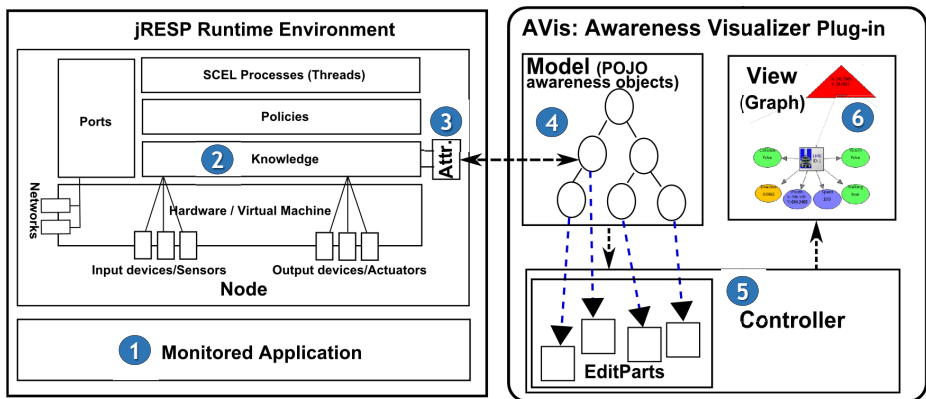 jRESP Runtime Environment
SCEL Processes (Threads)
Ports
Policies
3
2
Knowledge
Attr.
Networks
Hardware / Virtual Machine
Input devices/Sensors
Output devices/Actuators
Node
1
Monitored Application
AVis: Awareness Visualizer Plug-in
Model (POJO
awareness objects)
4
View
(Graph)
6
5
Controller
EditParts